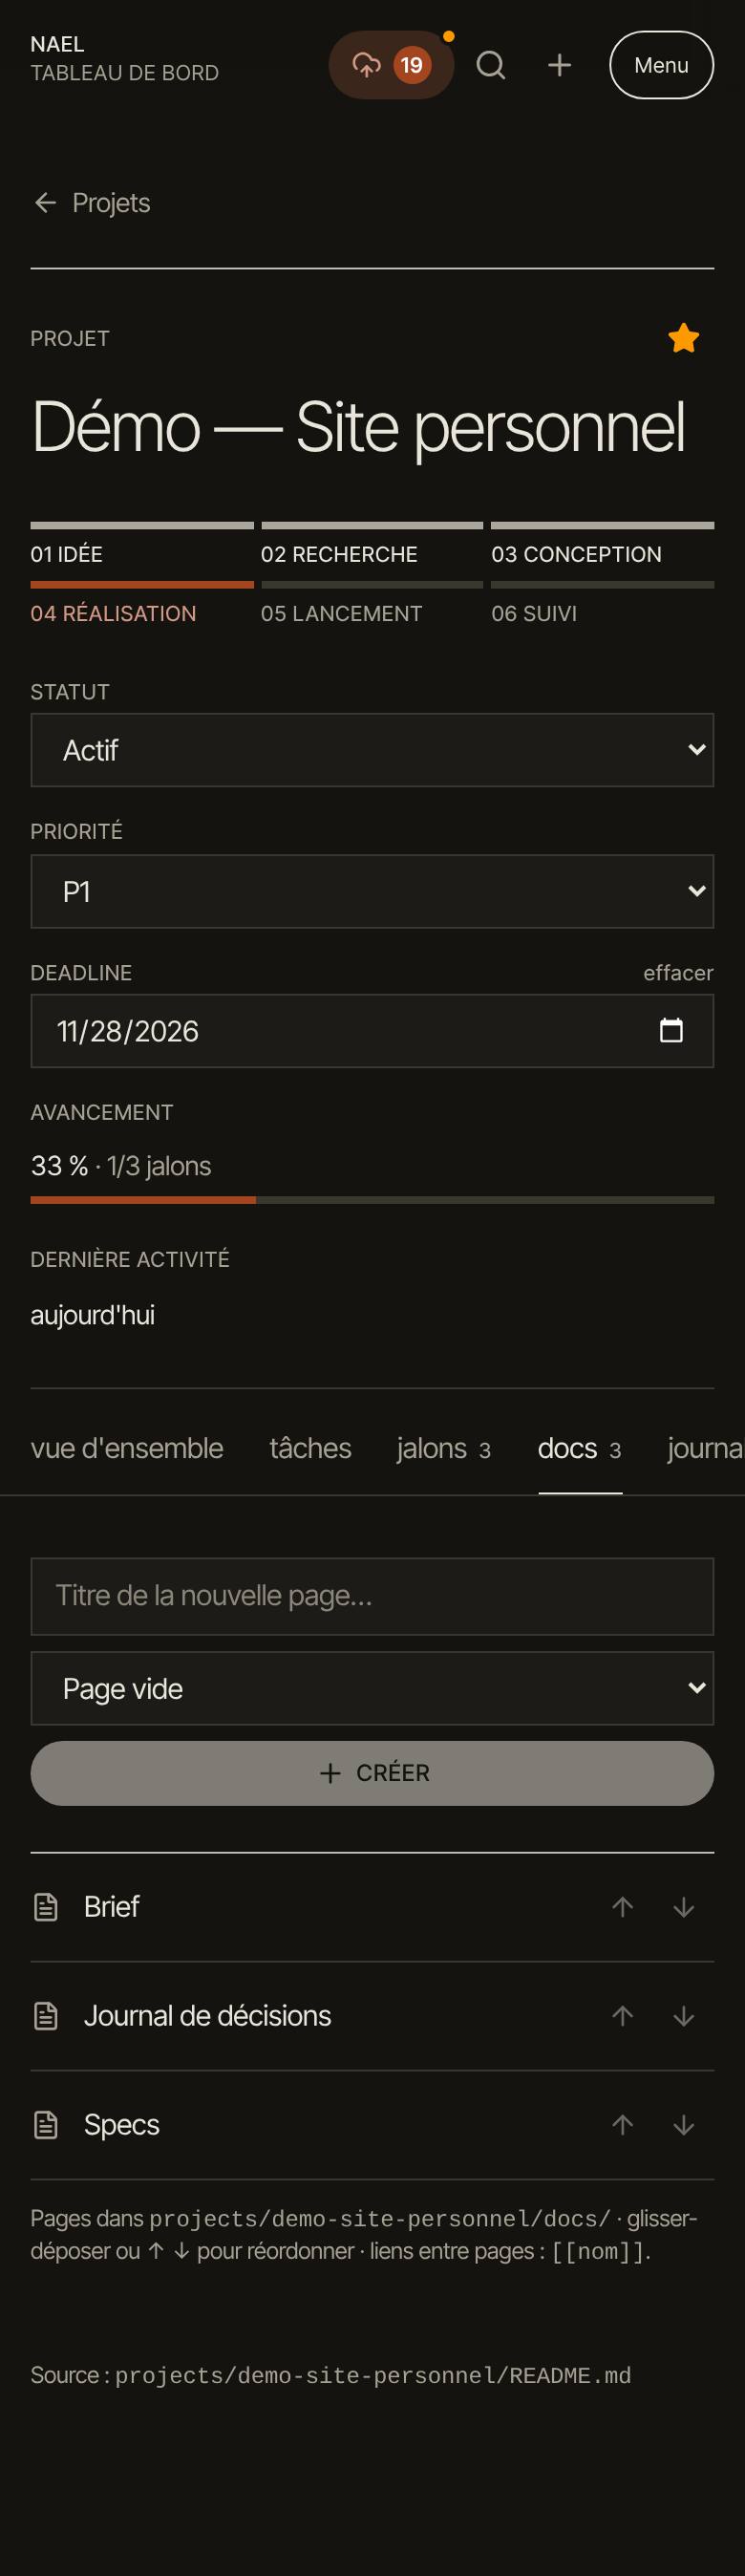 NAEL
TABLEAU DE BORD
19
Menu
Projets
PROJET
Démo — Site personnel
01 IDÉE
02 RECHERCHE
03 CONCEPTION
04 RÉALISATION
05 LANCEMENT
06 SUIVI
STATUT
Actif
PRIORITÉ
P1
DEADLINE
effacer
11/28/2026
AVANCEMENT
33 % · 1/3 jalons
DERNIÈRE ACTIVITÉ
aujourd'hui
vue d'ensemble tâches jalons 3 docs 3 journa
Titre de la nouvelle page...
Page vide
CRÉER
Brief
Journal de décisions
Specs
Pages dans projects/demo-site-personnel/docs/ · glisser-
déposer ou ↑ ↓ pour réordonner · liens entre pages : [[nom]].
Source : projects/demo-site-personnel/README.md